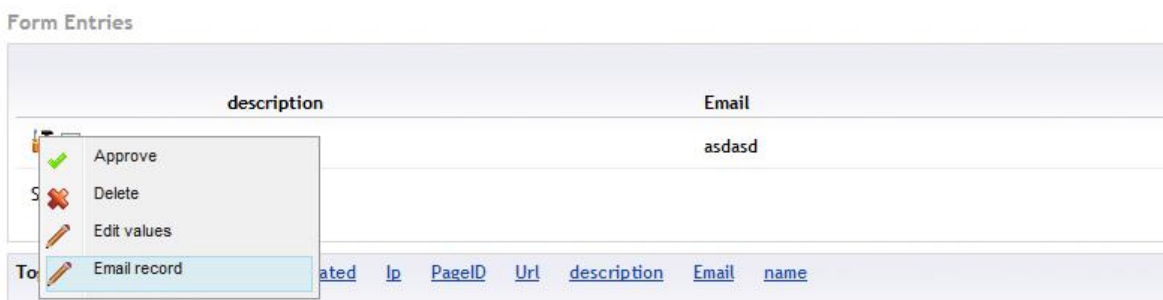 Form Entries
description Email
asdasd
Approve
Delete
Edit values
Email record
ated Ip PageID Url description Email name